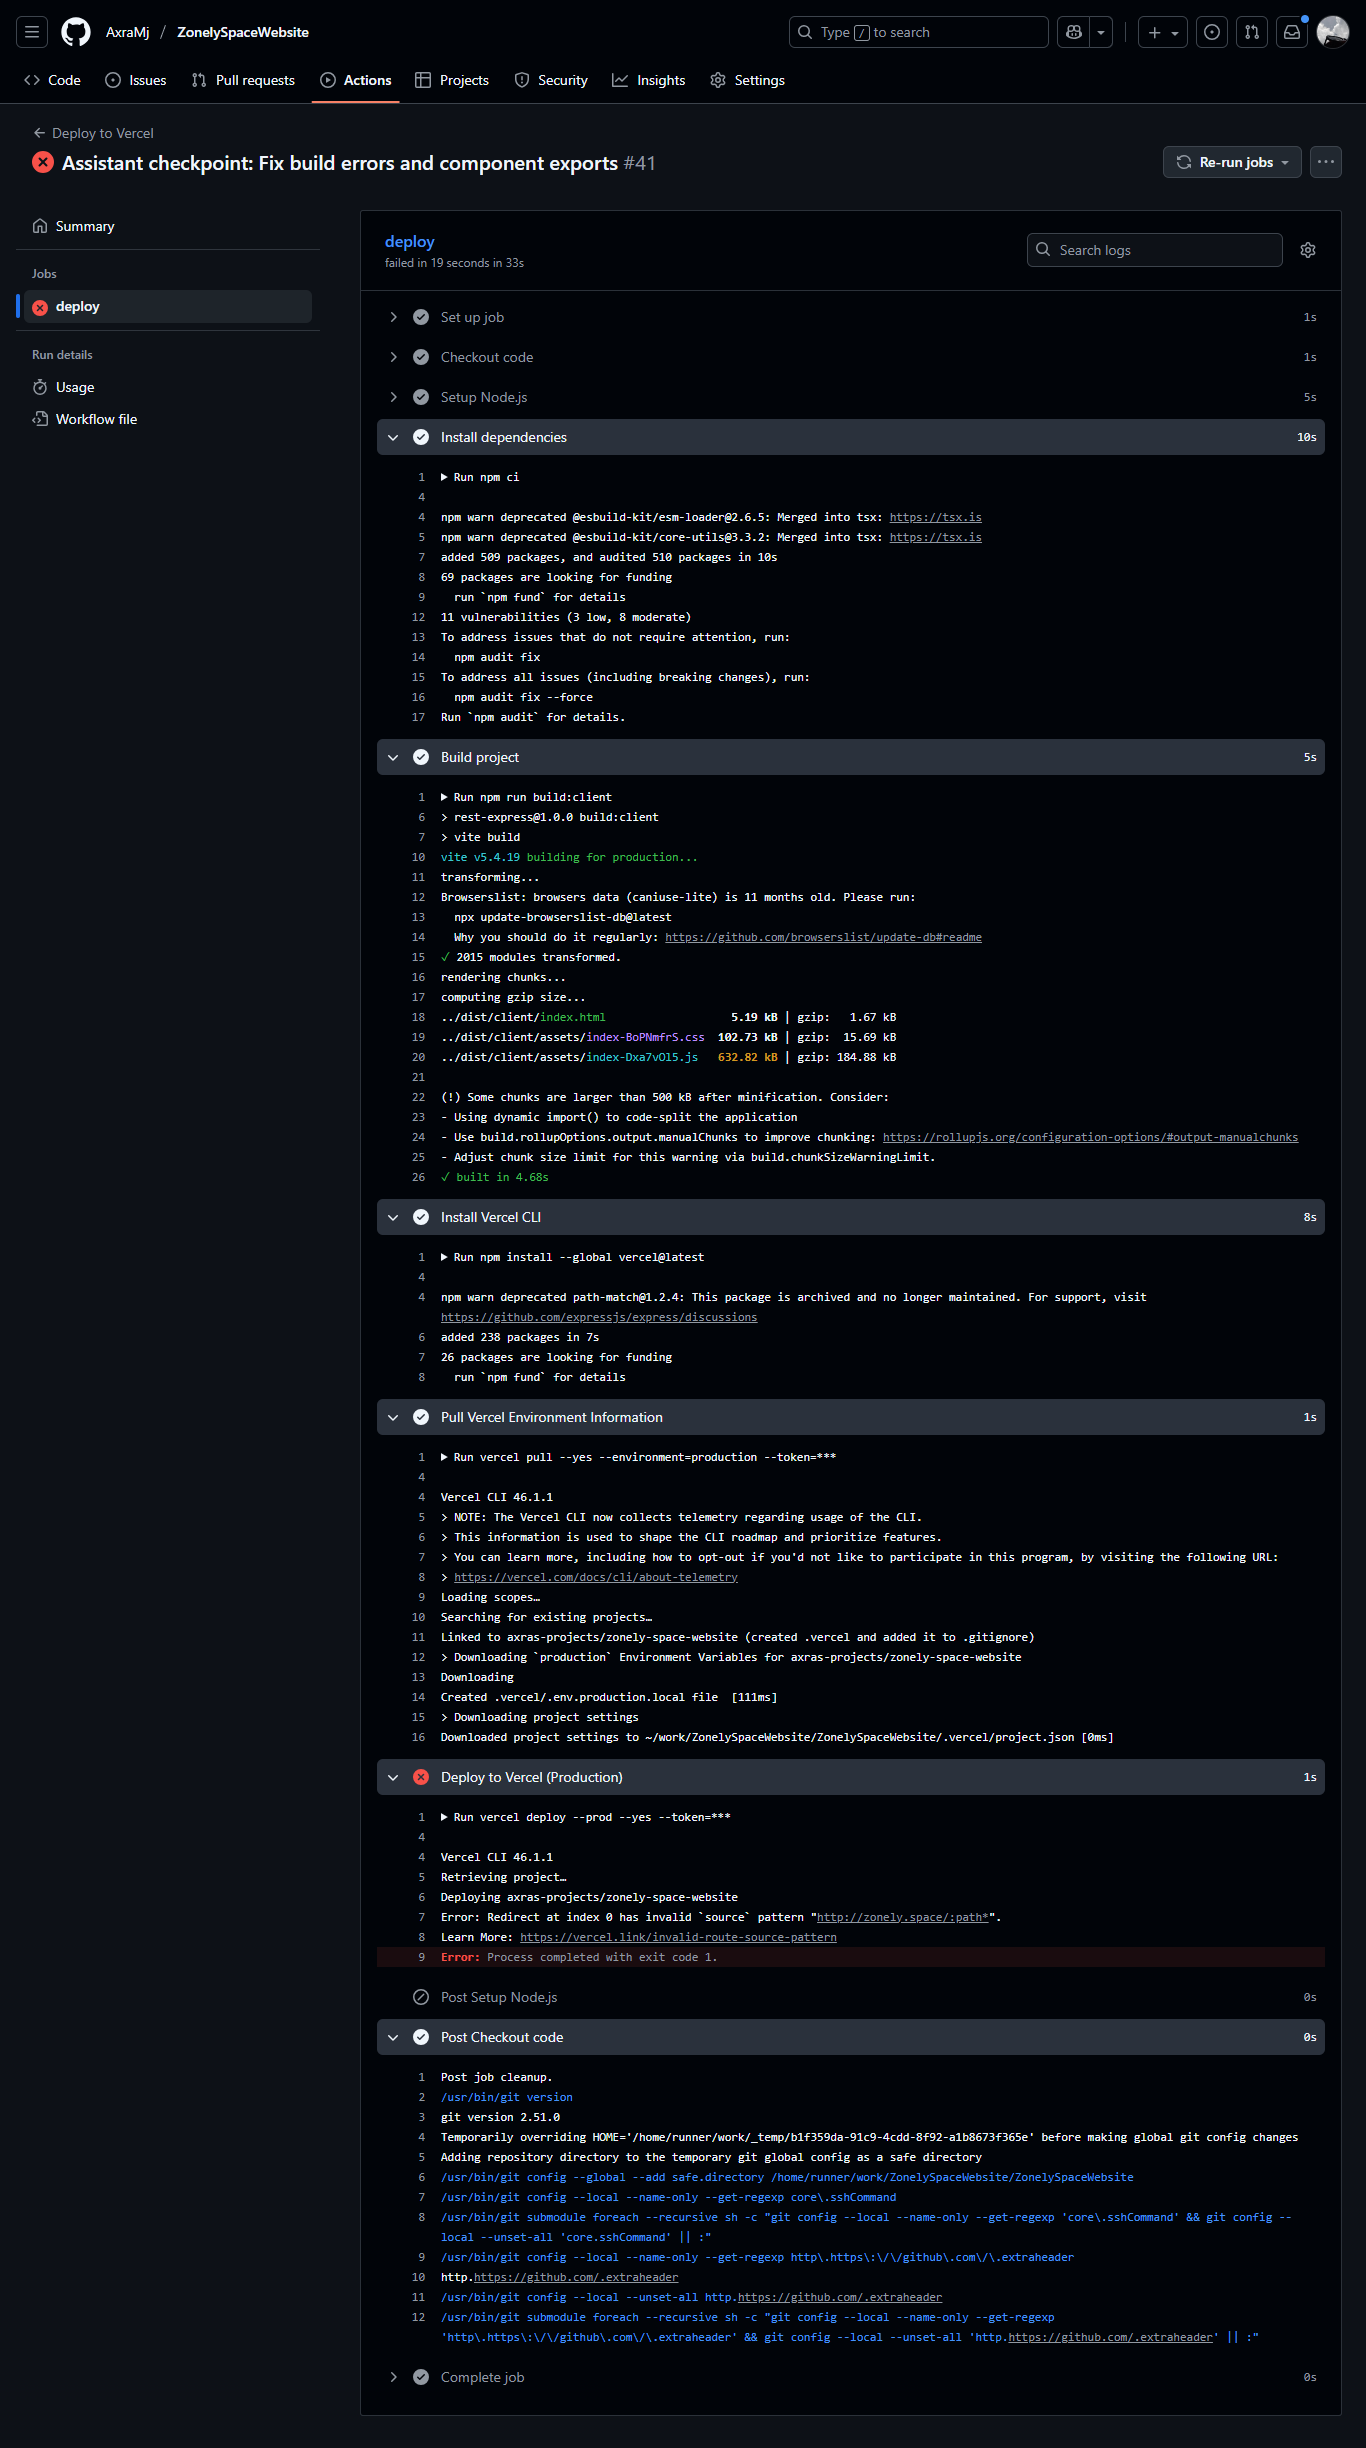 AxraMj / ZonelySpaceWebsite
Type / to search
Code
Issues
Pull requests
Actions
Projects
Security
Insights
Settings
Deploy to Vercel
Assistant checkpoint: Fix build errors and component exports #41
Re-run jobs
Summary
Jobs
deploy
Run details
Usage
Workflow file
deploy
failed in 19 seconds in 33s
Search logs
Set up job 1s
Checkout code 1s
Setup Node.js 5s
Install dependencies 10s
1 Run npm ci
4
4 npm warn deprecated @esbuild-kit/esm-loader@2.6.5: Merged into tsx: https://tsx.is
5 npm warn deprecated @esbuild-kit/core-utils@3.3.2: Merged into tsx: https://tsx.is
7 added 509 packages, and audited 510 packages in 10s
8 69 packages are looking for funding
9 run `npm fund` for details
12 11 vulnerabilities (3 low, 8 moderate)
13 To address issues that do not require attention, run:
14 npm audit fix
15 To address all issues (including breaking changes), run:
16 npm audit fix --force
17 Run `npm audit` for details.
Build project 5s
1 Run npm run build:client
6 > rest-express@1.0.0 build:client
7 > vite build
10 vite v5.4.19 building for production...
11 transforming...
12 Browserslist: browsers data (caniuse-lite) is 11 months old. Please run:
13 npx update-browserslist-db@latest
14 Why you should do it regularly: https://github.com/browserslist/update-db#readme
15 ✓ 2015 modules transformed.
16 rendering chunks...
17 computing gzip size...
18 ../dist/client/index.html 5.19 kB | gzip: 1.67 kB
19 ../dist/client/assets/index-BoPNmfrS.css 102.73 kB | gzip: 15.69 kB
20 ../dist/client/assets/index-Dxa7vOl5.js 632.82 kB | gzip: 184.88 kB
21
22 (!) Some chunks are larger than 500 kB after minification. Consider:
23 - Using dynamic import() to code-split the application
24 - Use build.rollupOptions.output.manualChunks to improve chunking: https://rollupjs.org/configuration-options/#output-manualchunks
25 - Adjust chunk size limit for this warning via build.chunkSizeWarningLimit.
26 ✓ built in 4.68s
Install Vercel CLI 8s
1 Run npm install --global vercel@latest
4
4 npm warn deprecated path-match@1.2.4: This package is archived and no longer maintained. For support, visit
https://github.com/expressjs/express/discussions
6 added 238 packages in 7s
7 26 packages are looking for funding
8 run `npm fund` for details
Pull Vercel Environment Information 1s
1 Run vercel pull --yes --environment=production --token=***
4
4 Vercel CLI 46.1.1
5 > NOTE: The Vercel CLI now collects telemetry regarding usage of the CLI.
6 > This information is used to shape the CLI roadmap and prioritize features.
7 > You can learn more, including how to opt-out if you'd not like to participate in this program, by visiting the following URL:
8 > https://vercel.com/docs/cli/about-telemetry
9 Loading scopes…
10 Searching for existing projects…
11 Linked to axras-projects/zonely-space-website (created .vercel and added it to .gitignore)
12 > Downloading `production` Environment Variables for axras-projects/zonely-space-website
13 Downloading
14 Created .vercel/.env.production.local file [111ms]
15 > Downloading project settings
16 Downloaded project settings to ~/work/ZonelySpaceWebsite/ZonelySpaceWebsite/.vercel/project.json [0ms]
Deploy to Vercel (Production) 1s
1 Run vercel deploy --prod --yes --token=***
4
4 Vercel CLI 46.1.1
5 Retrieving project…
6 Deploying axras-projects/zonely-space-website
7 Error: Redirect at index 0 has invalid `source` pattern "http://zonely.space/:path*".
8 Learn More: https://vercel.link/invalid-route-source-pattern
9 Error: Process completed with exit code 1.
Post Setup Node.js 0s
Post Checkout code 0s
1 Post job cleanup.
2 /usr/bin/git version
3 git version 2.51.0
4 Temporarily overriding HOME='/home/runner/work/_temp/b1f359da-91c9-4cdd-8f92-a1b8673f365e' before making global git config changes
5 Adding repository directory to the temporary git global config as a safe directory
6 /usr/bin/git config --global --add safe.directory /home/runner/work/ZonelySpaceWebsite/ZonelySpaceWebsite
7 /usr/bin/git config --local --name-only --get-regexp core\.sshCommand
8 /usr/bin/git submodule foreach --recursive sh -c "git config --local --name-only --get-regexp 'core\.sshCommand' && git config --
local --unset-all 'core.sshCommand' || :"
9 /usr/bin/git config --local --name-only --get-regexp http\.https\:\/\/github\.com\/\.extraheader
10 http.https://github.com/.extraheader
11 /usr/bin/git config --local --unset-all http.https://github.com/.extraheader
12 /usr/bin/git submodule foreach --recursive sh -c "git config --local --name-only --get-regexp
'http\.https\:\/\/github\.com\/\.extraheader' && git config --local --unset-all 'http.https://github.com/.extraheader' || :"
Complete job 0s